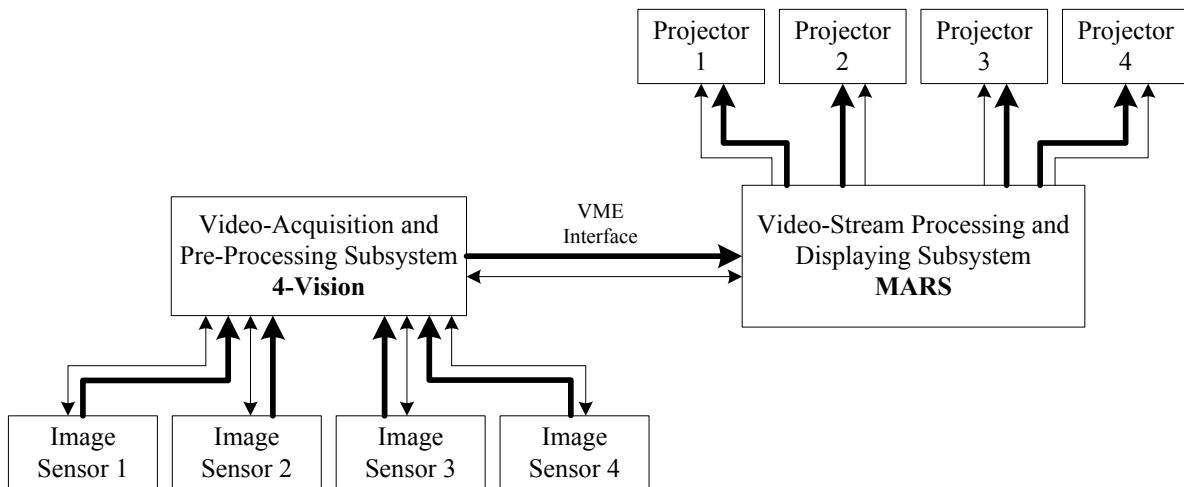 Projector
1
Projector
2
Projector
3
Projector
4
Video-Acquisition and
Pre-Processing Subsystem
4-Vision
VME
Interface
Video-Stream Processing and
Displaying Subsystem
MARS
Image
Sensor 1
Image
Sensor 2
Image
Sensor 3
Image
Sensor 4